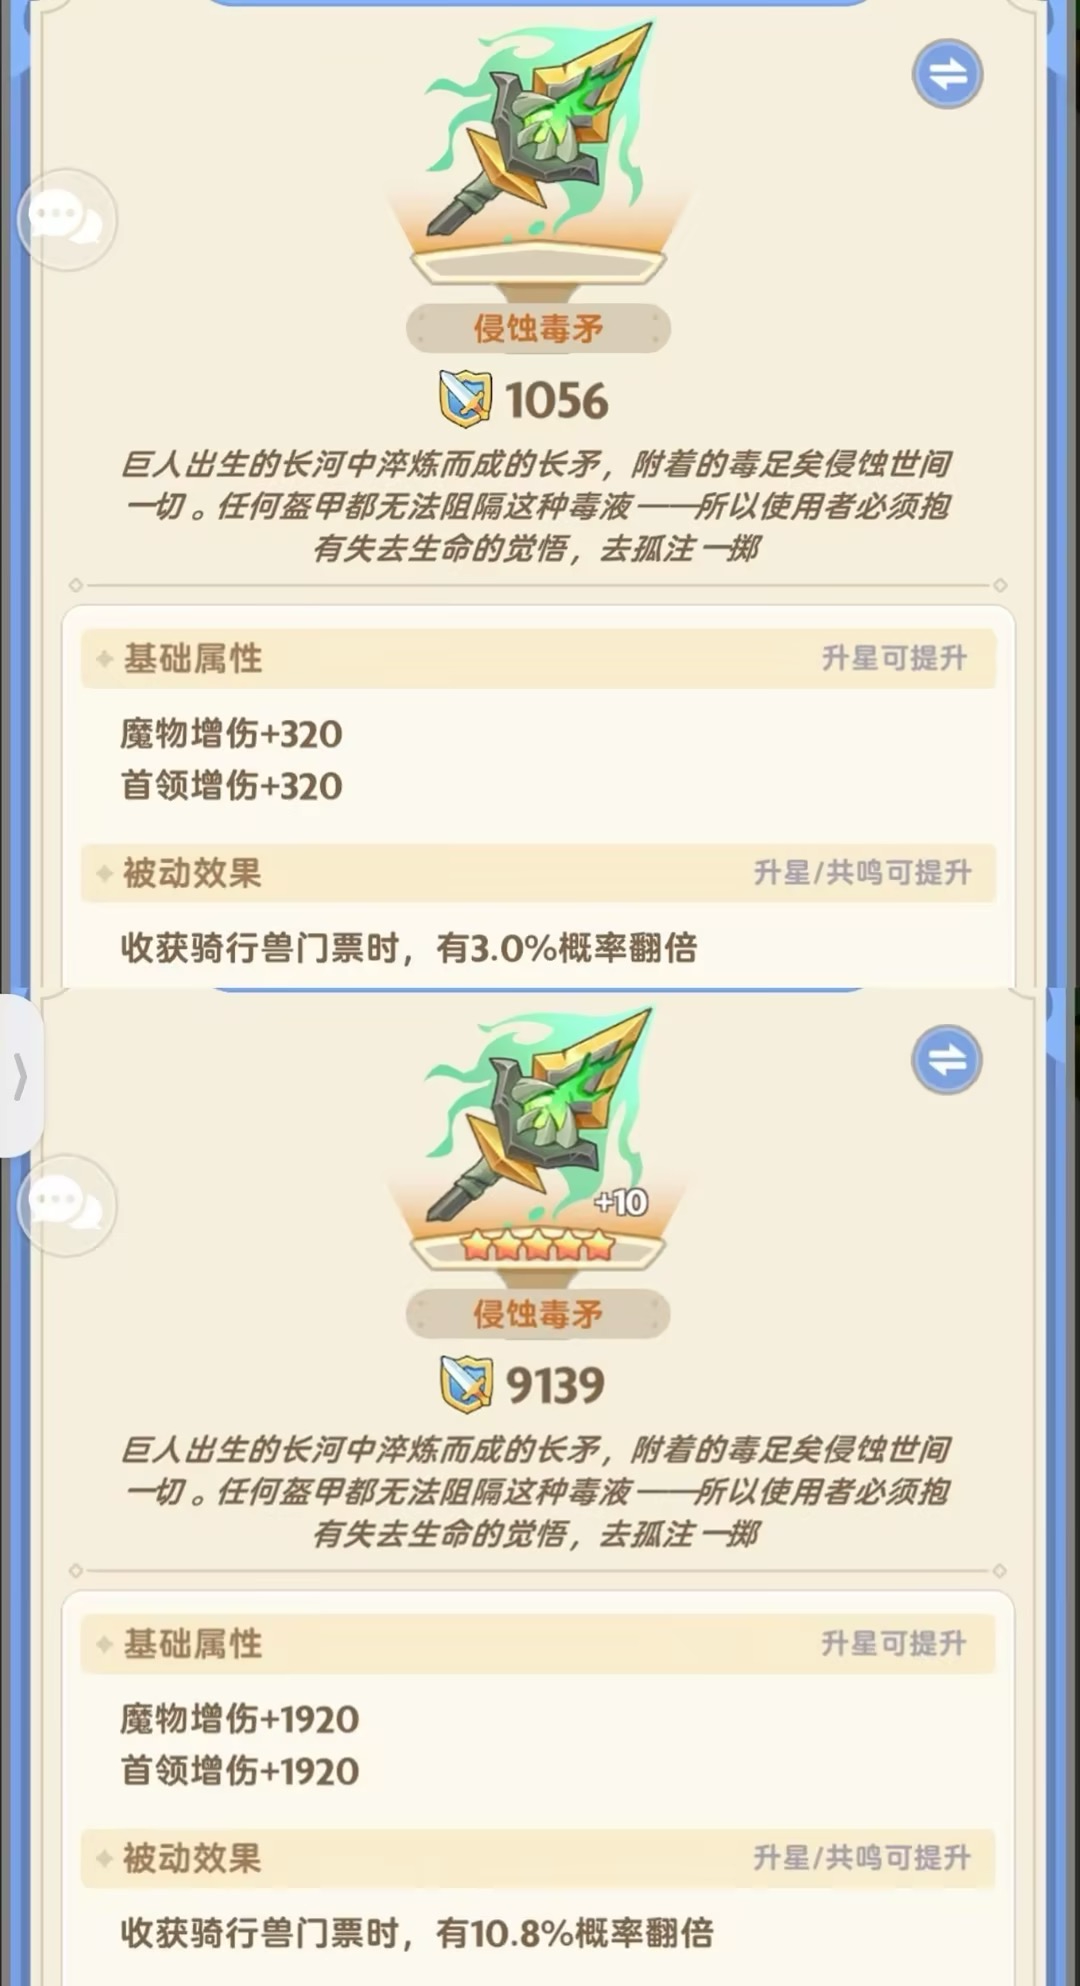 侵蚀毒矛
1056
巨人出生的长河中淬炼而成的长矛，附着的毒足矣侵蚀世间
一切。任何盔甲都无法阻隔这种毒液——所以使用者必须抱
有失去生命的觉悟，去孤注一掷
基础属性 升星可提升
魔物增伤+320
首领增伤+320
被动效果 升星/共鸣可提升
收获骑行兽门票时，有3.0%概率翻倍
+10
侵蚀毒矛
9139
巨人出生的长河中淬炼而成的长矛，附着的毒足矣侵蚀世间
一切。任何盔甲都无法阻隔这种毒液——所以使用者必须抱
有失去生命的觉悟，去孤注一掷
基础属性 升星可提升
魔物增伤+1920
首领增伤+1920
被动效果 升星/共鸣可提升
收获骑行兽门票时，有10.8%概率翻倍